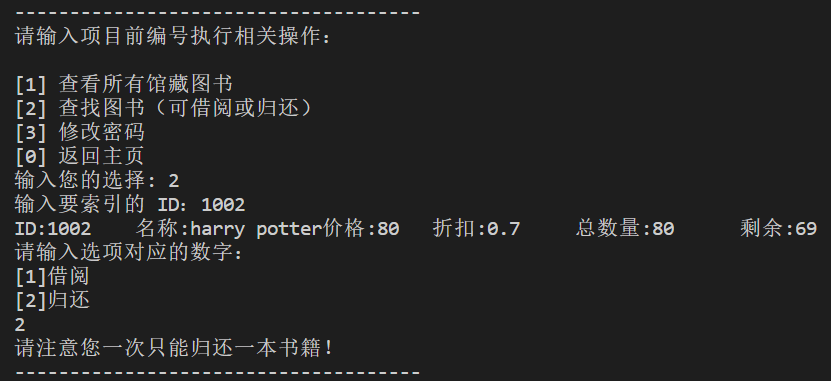 -------------------------------------
请输入项目前编号执行相关操作：
[1] 查看所有馆藏图书
[2] 查找图书（可借阅或归还）
[3] 修改密码
[0] 返回主页
输入您的选择: 2
输入要索引的 ID：1002
ID:1002    名称:harry potter价格:80   折扣:0.7     总数量:80      剩余:69
请输入选项对应的数字：
[1]借阅
[2]归还
2
请注意您一次只能归还一本书籍！
-------------------------------------